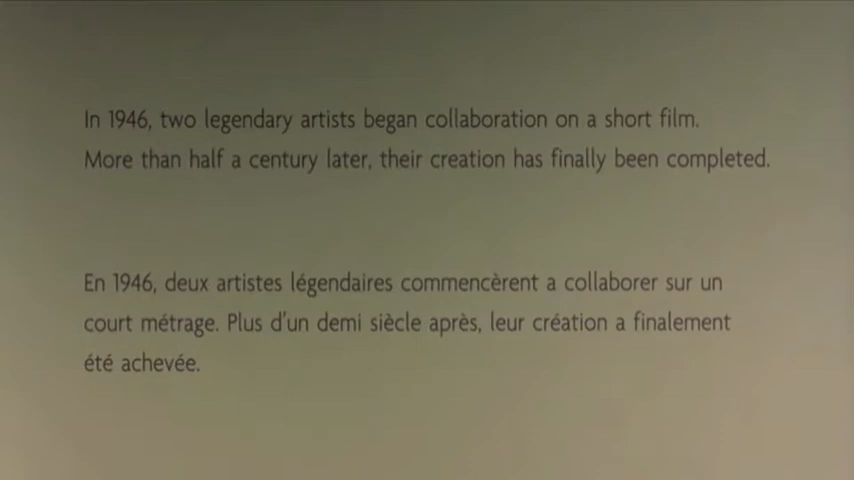 In 1946, two legendary artists began collaboration on a short film.
More than half a century later, their creation has finally been completed.
En 1946, deux artistes légendaires commencèrent a collaborer sur un
court métrage. Plus d'un demi siècle après, leur création a finalement
été achevée.